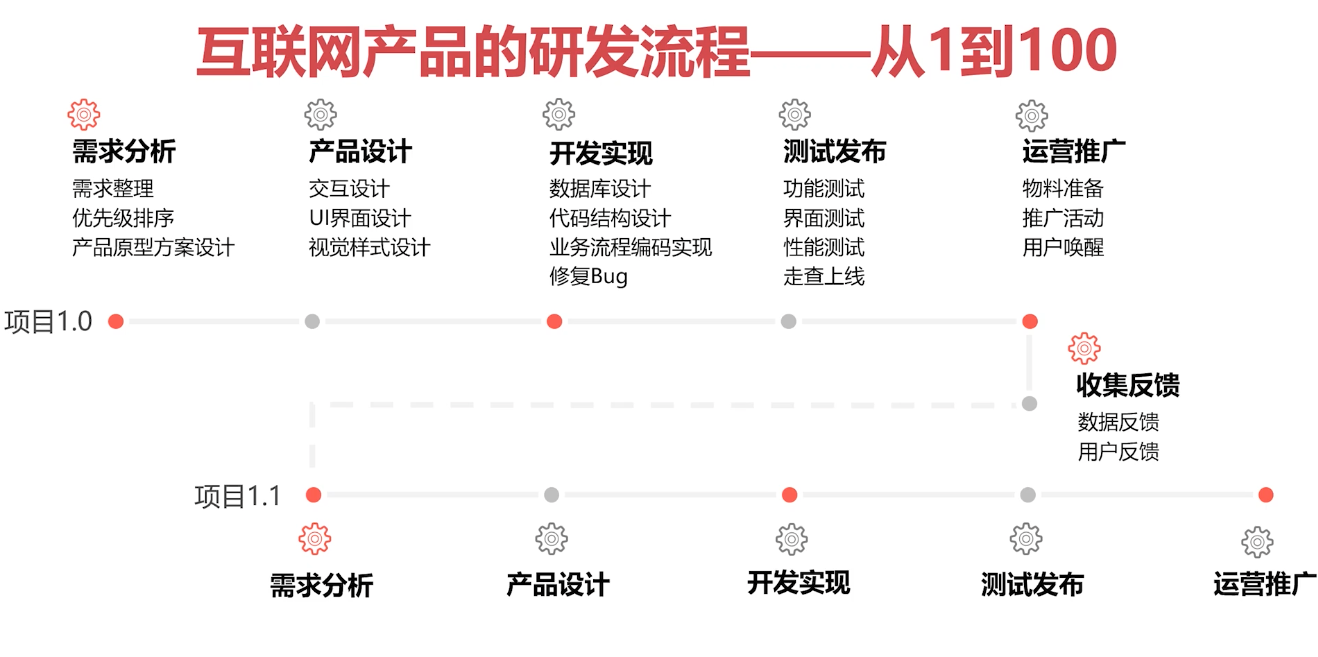 互联网产品的研发流程——从1到100
需求分析
需求整理
优先级排序
产品原型方案设计
产品设计
交互设计
UI界面设计
视觉样式设计
开发实现
数据库设计
代码结构设计
业务流程编码实现
修复Bug
测试发布
功能测试
界面测试
性能测试
走查上线
运营推广
物料准备
推广活动
用户唤醒
项目1.0
收集反馈
数据反馈
用户反馈
项目1.1
需求分析
产品设计
开发实现
测试发布
运营推广